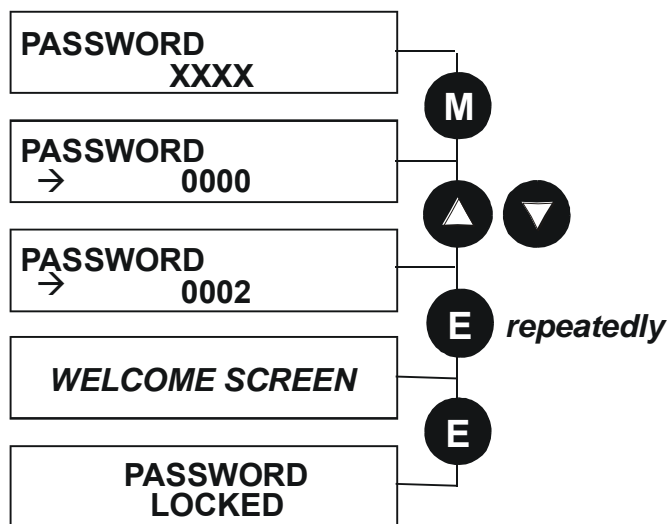 PASSWORD
XXXX
M
PASSWORD
→ 0000
PASSWORD
→ 0002
E repeatedly
WELCOME SCREEN
E
PASSWORD
LOCKED